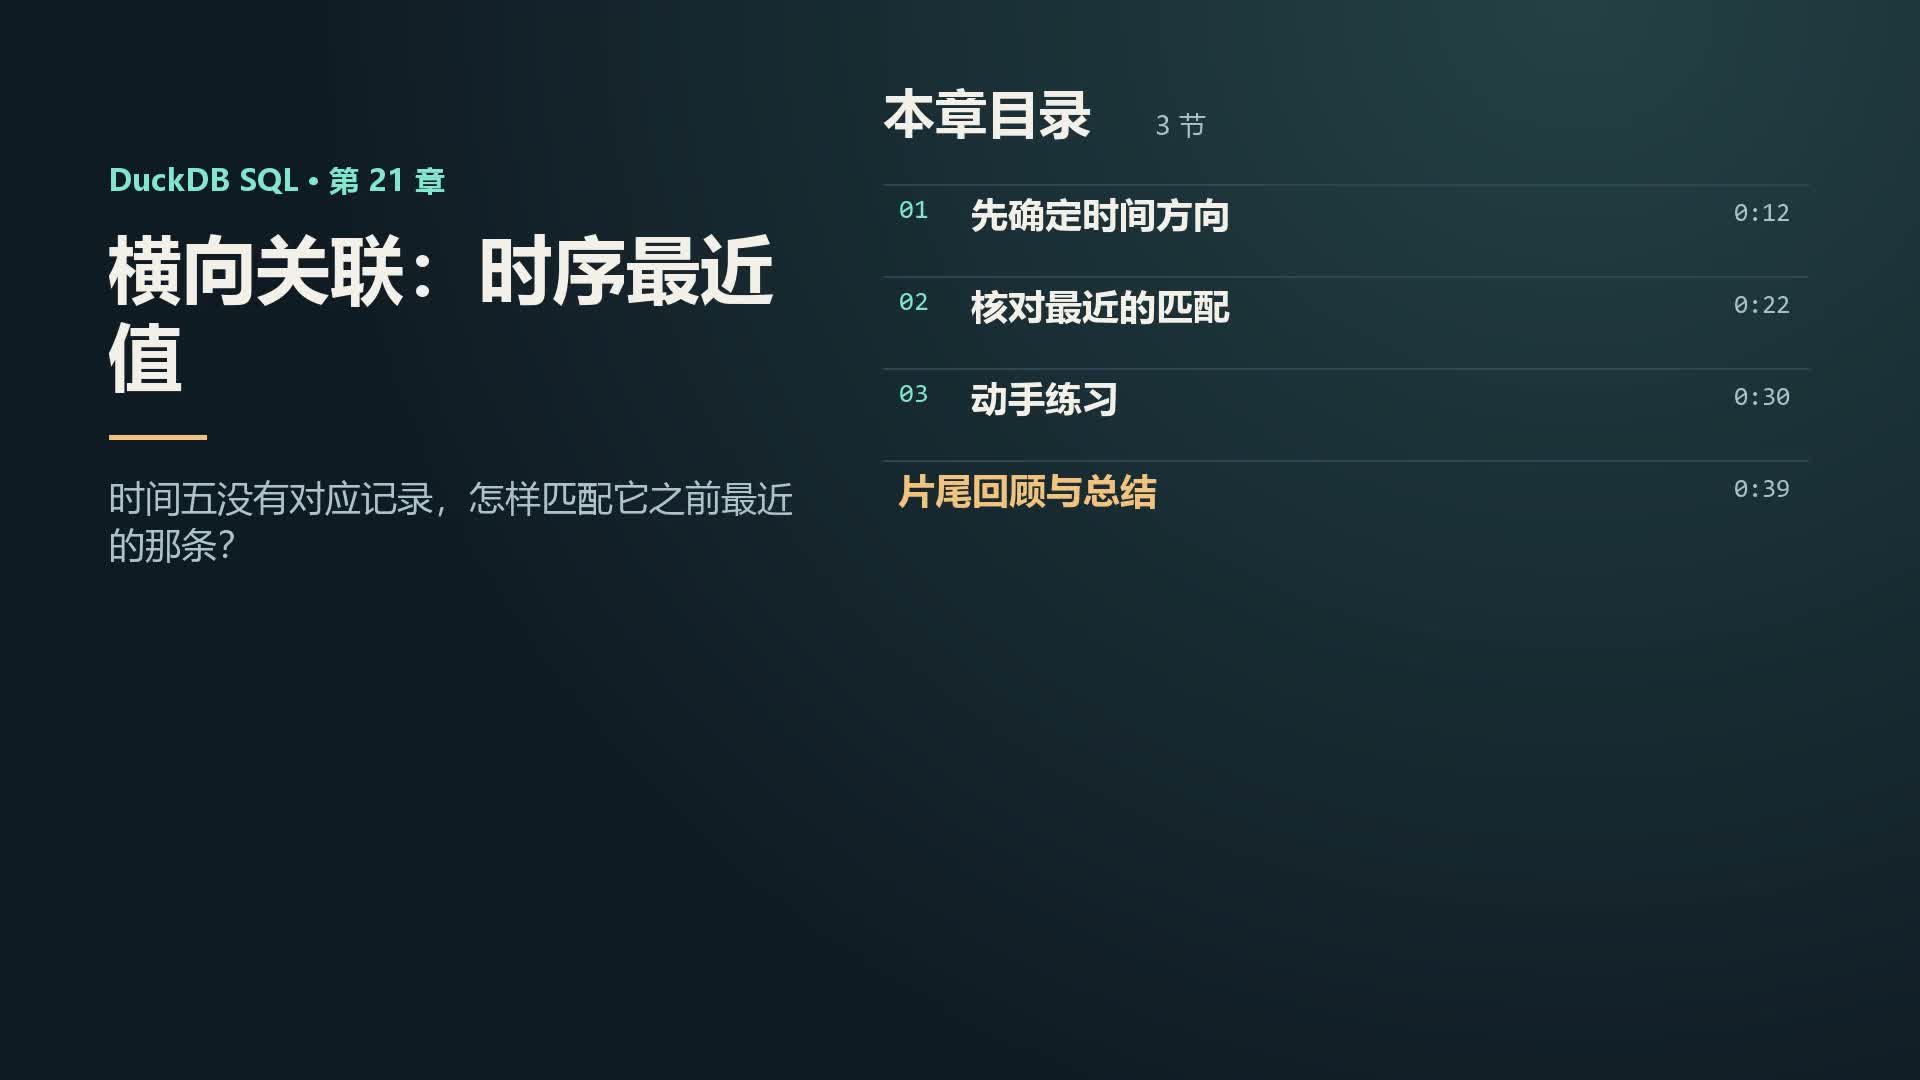 DuckDB SQL • 第 21 章
横向关联：时序最近
值
时间五没有对应记录，怎样匹配它之前最近
的那条？
本章目录 3 节
01 先确定时间方向 0:12
02 核对最近的匹配 0:22
03 动手练习 0:30
片尾回顾与总结 0:39